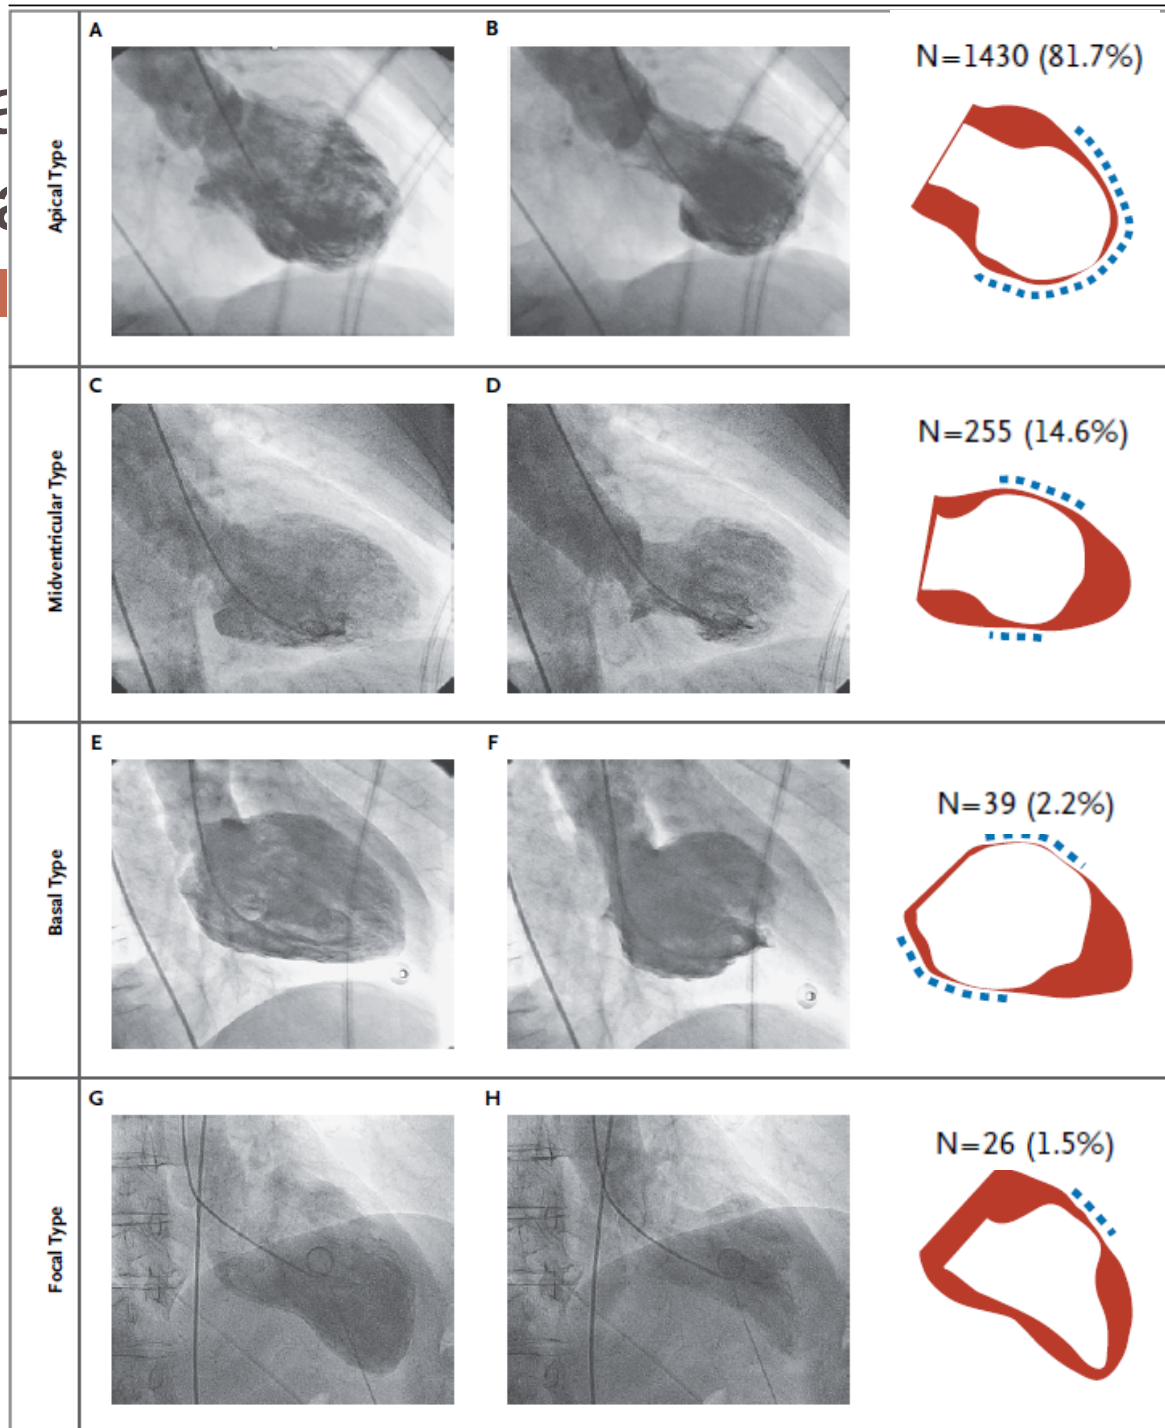 A
B
N=1430 (81.7%)
Apical Type
C
D
N=255 (14.6%)
Midventricular Type
E
F
N=39 (2.2%)
Basal Type
G
H
N=26 (1.5%)
Focal Type